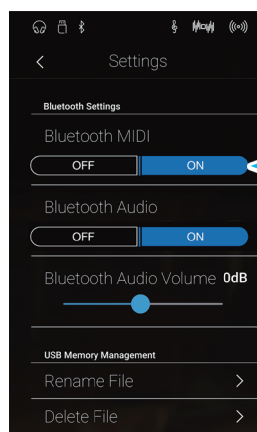 Settings
Bluetooth Settings
Bluetooth MIDI
OFF ON
Bluetooth Audio
OFF ON
Bluetooth Audio Volume 0dB
USB Memory Management
Rename File
Delete File